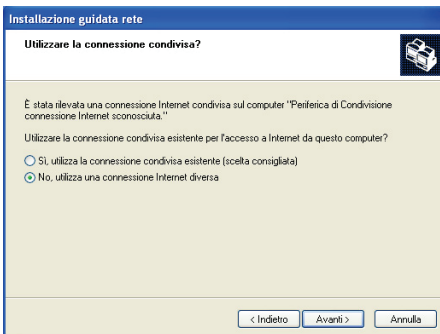 Installazione guidata rete
Utilizzare la connessione condivisa?
È stata rilevata una connessione Internet condivisa sul computer "Periferica di Condivisione
connessione Internet sconosciuta."
Utilizzare la connessione condivisa esistente per l'accesso a Internet da questo computer?
Sì, utilizza la connessione condivisa esistente (scelta consigliata)
No, utilizza una connessione Internet diversa
< Indietro Avanti > Annulla